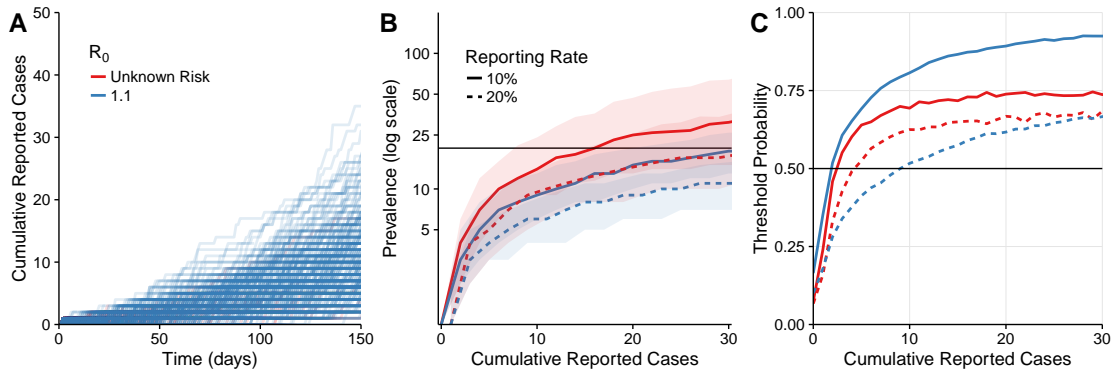 A
Cumulative Reported Cases
50
40
30
20
10
0
R0
Unknown Risk
1.1
0
50
100
150
Time (days)
B
Prevalence (log scale)
100
25
10
5
Reporting Rate
10%
20%
0
10
20
30
Cumulative Reported Cases
C
Threshold Probability
1.00
0.75
0.50
0.25
0.00
0
10
20
30
Cumulative Reported Cases